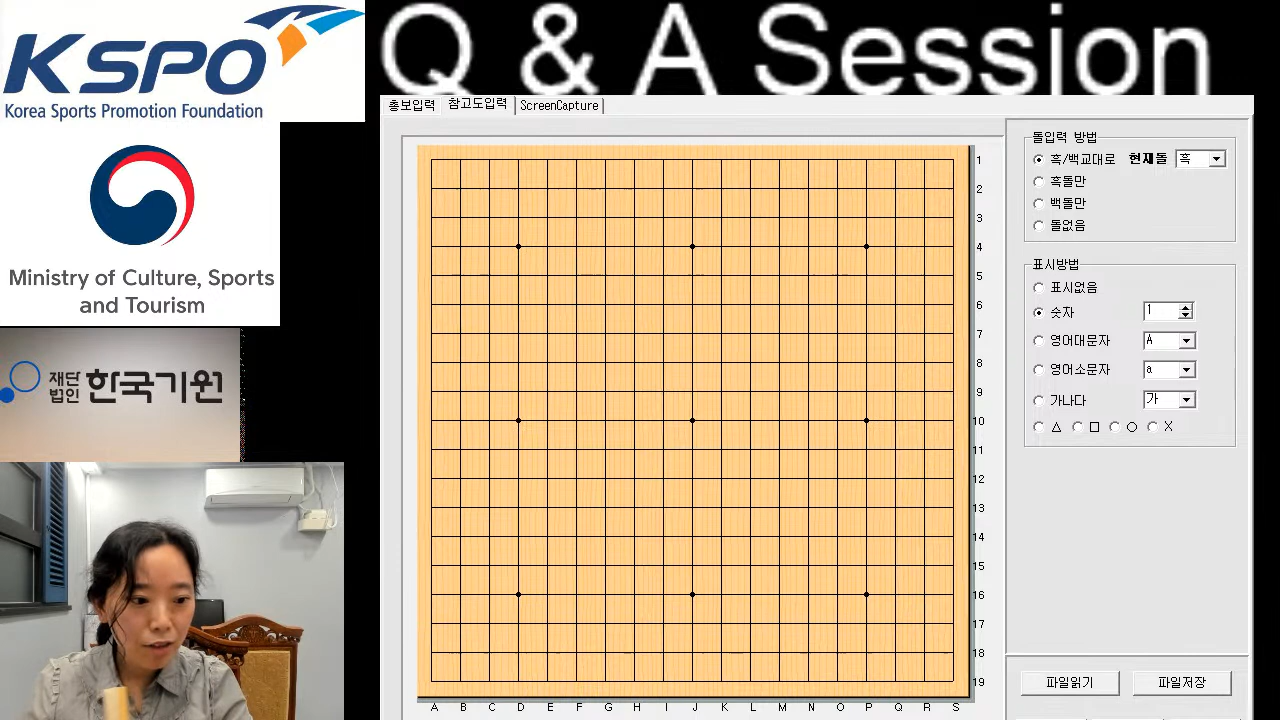 KSPO
Korea Sports Promotion Foundation
Q & A Session
Ministry of Culture, Sports
and Tourism
재단
법인
한국기원
총보입력
참고도입력
ScreenCapture
돌입력 방법
흑/백교대로 현재돌 흑
흑돌만
백돌만
돌없음
표시방법
표시없음
숫자 1
영어대문자 A
영어소문자 a
가나다 가
△ □ ○ X
파일읽기
파일저장
1
2
3
4
5
6
7
8
9
10
11
12
13
14
15
16
17
18
19
A B C D E F G H I J K L M N O P Q R S